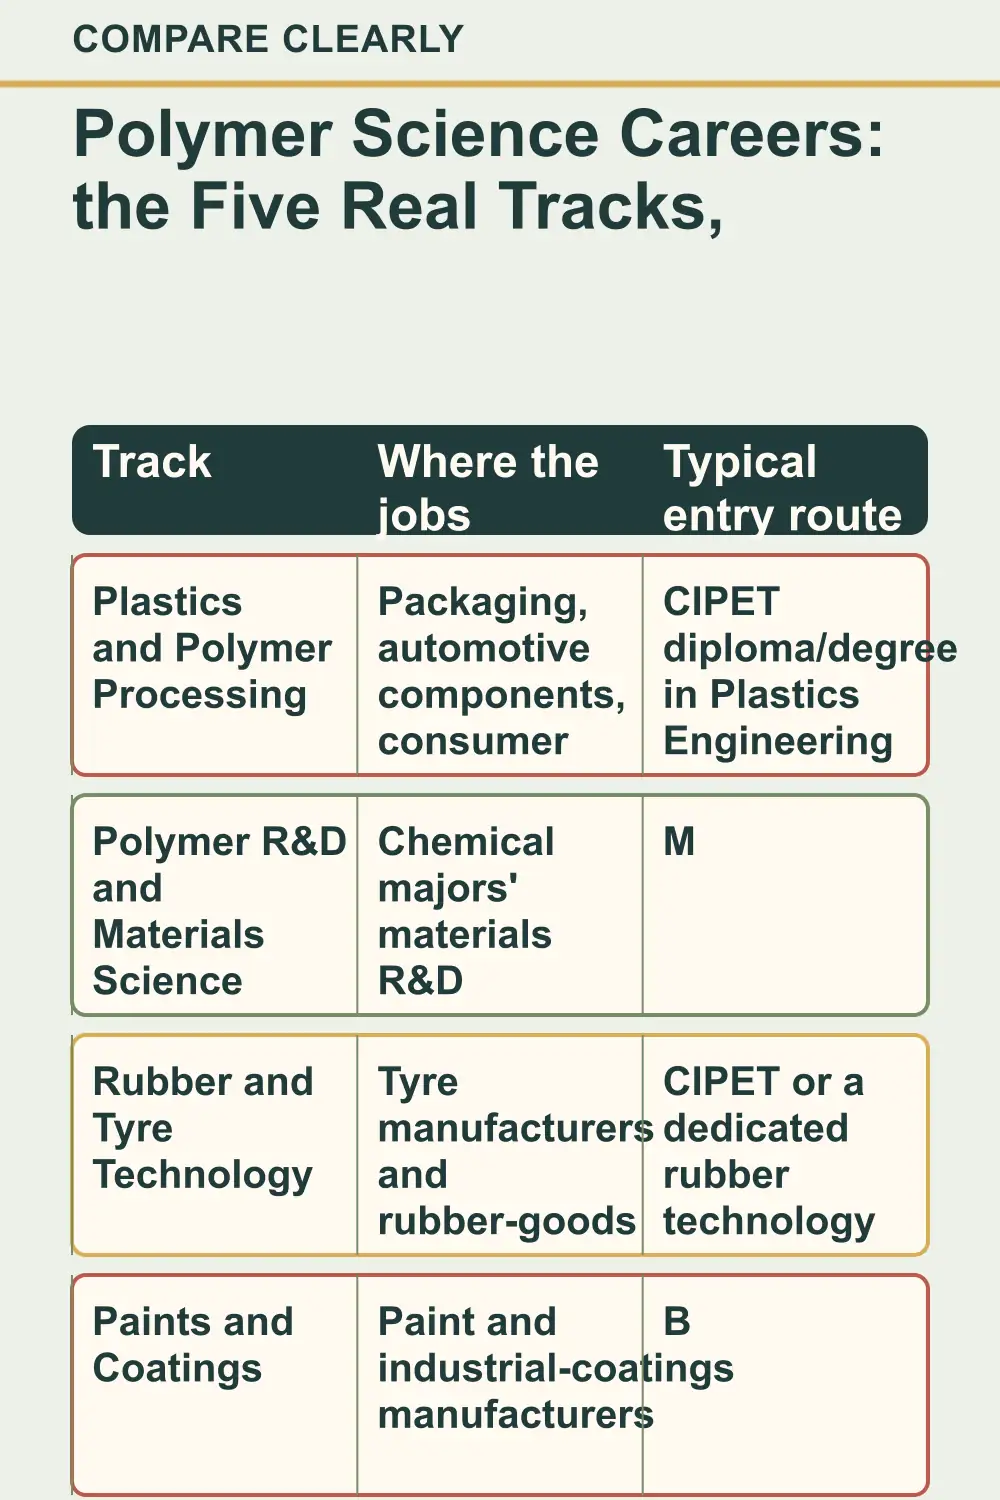 COMPARE CLEARLY
Polymer Science Careers:
the Five Real Tracks,
Track
Where the
jobs
Typical
entry route
Plastics
and Polymer
Processing
Packaging,
automotive
components,
consumer
CIPET
diploma/degree
in Plastics
Engineering
Polymer R&D
and
Materials
Science
Chemical
majors'
materials
R&D
M
Rubber and
Tyre
Technology
Tyre
manufacturers
and
rubber-goods
CIPET or a
dedicated
rubber
technology
Paints and
Coatings
Paint and
industrial-coatings
manufacturers
B